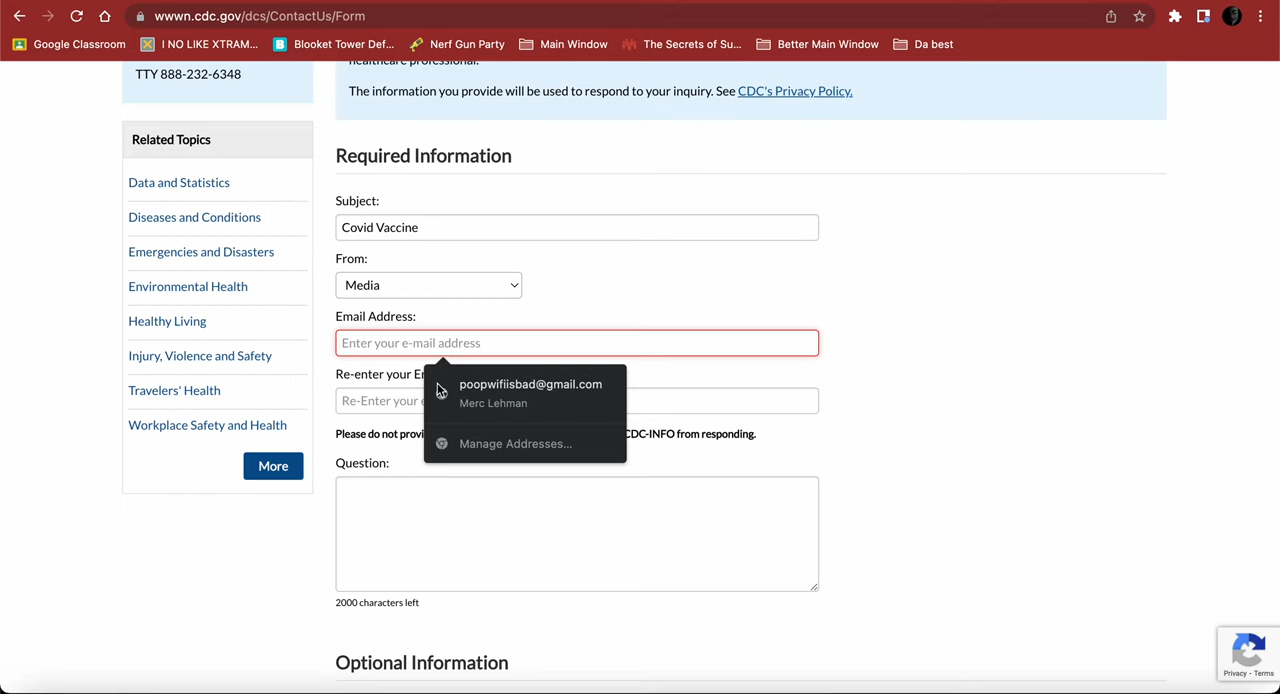 wwwn.cdc.gov/dcs/ContactUs/Form
Google Classroom
I NO LIKE XTRAM...
Blooket Tower Def...
Nerf Gun Party
Main Window
The Secrets of Su...
Better Main Window
Da best
TTY 888-232-6348
healthcare professional.
The information you provide will be used to respond to your inquiry. See CDC's Privacy Policy.
Related Topics
Data and Statistics
Diseases and Conditions
Emergencies and Disasters
Environmental Health
Healthy Living
Injury, Violence and Safety
Travelers' Health
Workplace Safety and Health
More
Required Information
Subject:
Covid Vaccine
From:
Media
Email Address:
Enter your e-mail address
poopwifiisbad@gmail.com
Merc Lehman
Manage Addresses...
Re-enter your
Re-Enter your
Please do not CDC-INFO from responding.
Question:
2000 characters left
Optional Information
Privacy - Terms